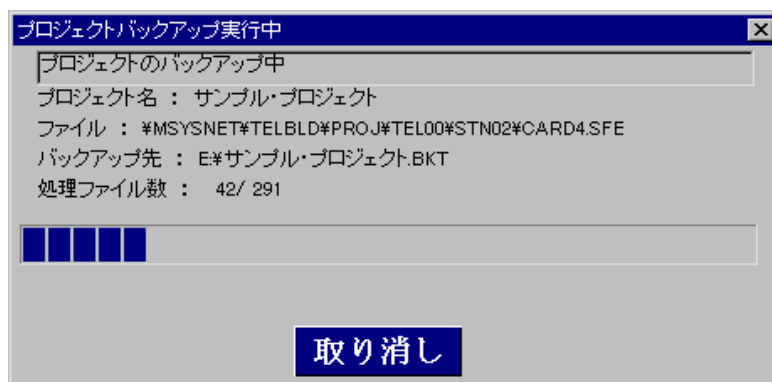 プロジェクトバックアップ実行中
プロジェクトのバックアップ中
プロジェクト名 : サンプル・プロジェクト
ファイル : ¥MSYSNET¥TELBLD¥PROJ¥TEL00¥STN02¥CARD4.SFE
バックアップ先 : E:¥サンプル・プロジェクト.BKT
処理ファイル数 : 42/ 291
取り消し